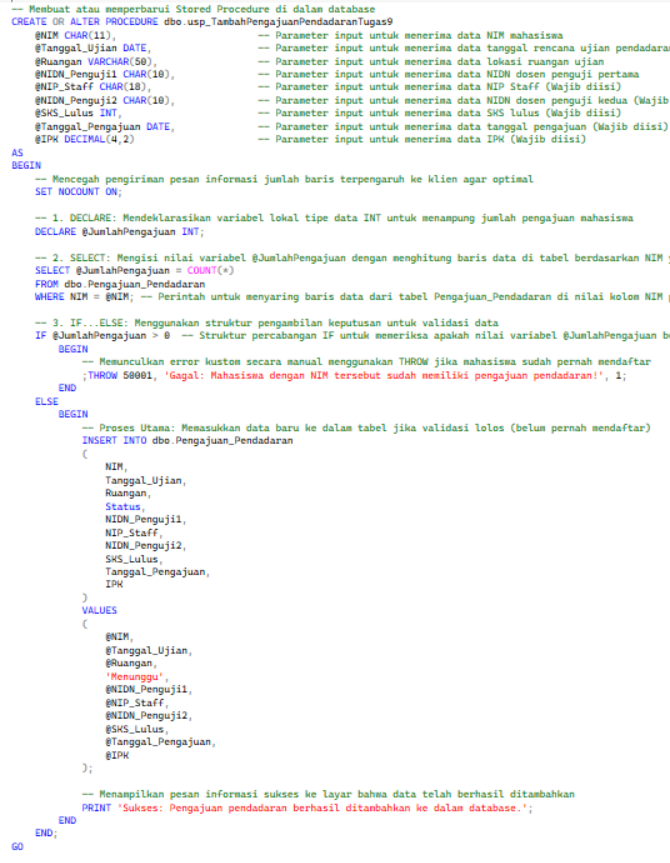 -- Membuat atau memperbarui Stored Procedure di dalam database
CREATE OR ALTER PROCEDURE dbo.usp_TambahPengajuanPendadaranTugas9
@NIM CHAR(11), -- Parameter input untuk menerima data NIM mahasiswa
@Tanggal_Ujian DATE, -- Parameter input untuk menerima data tanggal rencana ujian pendadaran
@Ruangan VARCHAR(50), -- Parameter input untuk menerima data lokasi ruangan ujian
@NIDN_Penguji1 CHAR(10), -- Parameter input untuk menerima data NIDN dosen penguji pertama
@NIP_Staff CHAR(18), -- Parameter input untuk menerima data NIP Staff (Wajib diisi)
@NIDN_Penguji2 CHAR(10), -- Parameter input untuk menerima data NIDN dosen penguji kedua (Wajib
@SKS_Lulus INT, -- Parameter input untuk menerima data SKS lulus (Wajib diisi)
@Tanggal_Pengajuan DATE, -- Parameter input untuk menerima data tanggal pengajuan (Wajib diisi)
@IPK DECIMAL(4,2) -- Parameter input untuk menerima data IPK (Wajib diisi)
AS
BEGIN
-- Mencegah pengiriman pesan informasi jumlah baris terpengaruh ke klien agar optimal
SET NOCOUNT ON;
-- 1. DECLARE: Mendeklarasikan variabel lokal tipe data INT untuk menampung jumlah pengajuan mahasiswa
DECLARE @JumlahPengajuan INT;
-- 2. SELECT: Mengisi nilai variabel @JumlahPengajuan dengan menghitung baris data di tabel berdasarkan NIM
SELECT @JumlahPengajuan = COUNT(*)
FROM dbo.Pengajuan_Pendadaran
WHERE NIM = @NIM; -- Perintah untuk menyaring baris data dari tabel Pengajuan_Pendadaran di nilai kolom NIM
-- 3. IF...ELSE: Menggunakan struktur pengambilan keputusan untuk validasi data
IF @JumlahPengajuan > 0 -- Struktur percabangan IF untuk memeriksa apakah nilai variabel @JumlahPengajuan
BEGIN
-- Memunculkan error kustom secara manual menggunakan THROW jika mahasiswa sudah pernah mendaftar
;THROW 50001, 'Gagal: Mahasiswa dengan NIM tersebut sudah memiliki pengajuan pendadaran!', 1;
END
ELSE
BEGIN
-- Proses Utama: Memasukkan data baru ke dalam tabel jika validasi lolos (belum pernah mendaftar)
INSERT INTO dbo.Pengajuan_Pendadaran
(
NIM,
Tanggal_Ujian,
Ruangan,
Status,
NIDN_Penguji1,
NIP_Staff,
NIDN_Penguji2,
SKS_Lulus,
Tanggal_Pengajuan,
IPK
)
VALUES
(
@NIM,
@Tanggal_Ujian,
@Ruangan,
'Menunggu',
@NIDN_Penguji1,
@NIP_Staff,
@NIDN_Penguji2,
@SKS_Lulus,
@Tanggal_Pengajuan,
@IPK
);
-- Menampilkan pesan informasi sukses ke layar bahwa data telah berhasil ditambahkan
PRINT 'Sukses: Pengajuan pendadaran berhasil ditambahkan ke dalam database.';
END
END;
GO